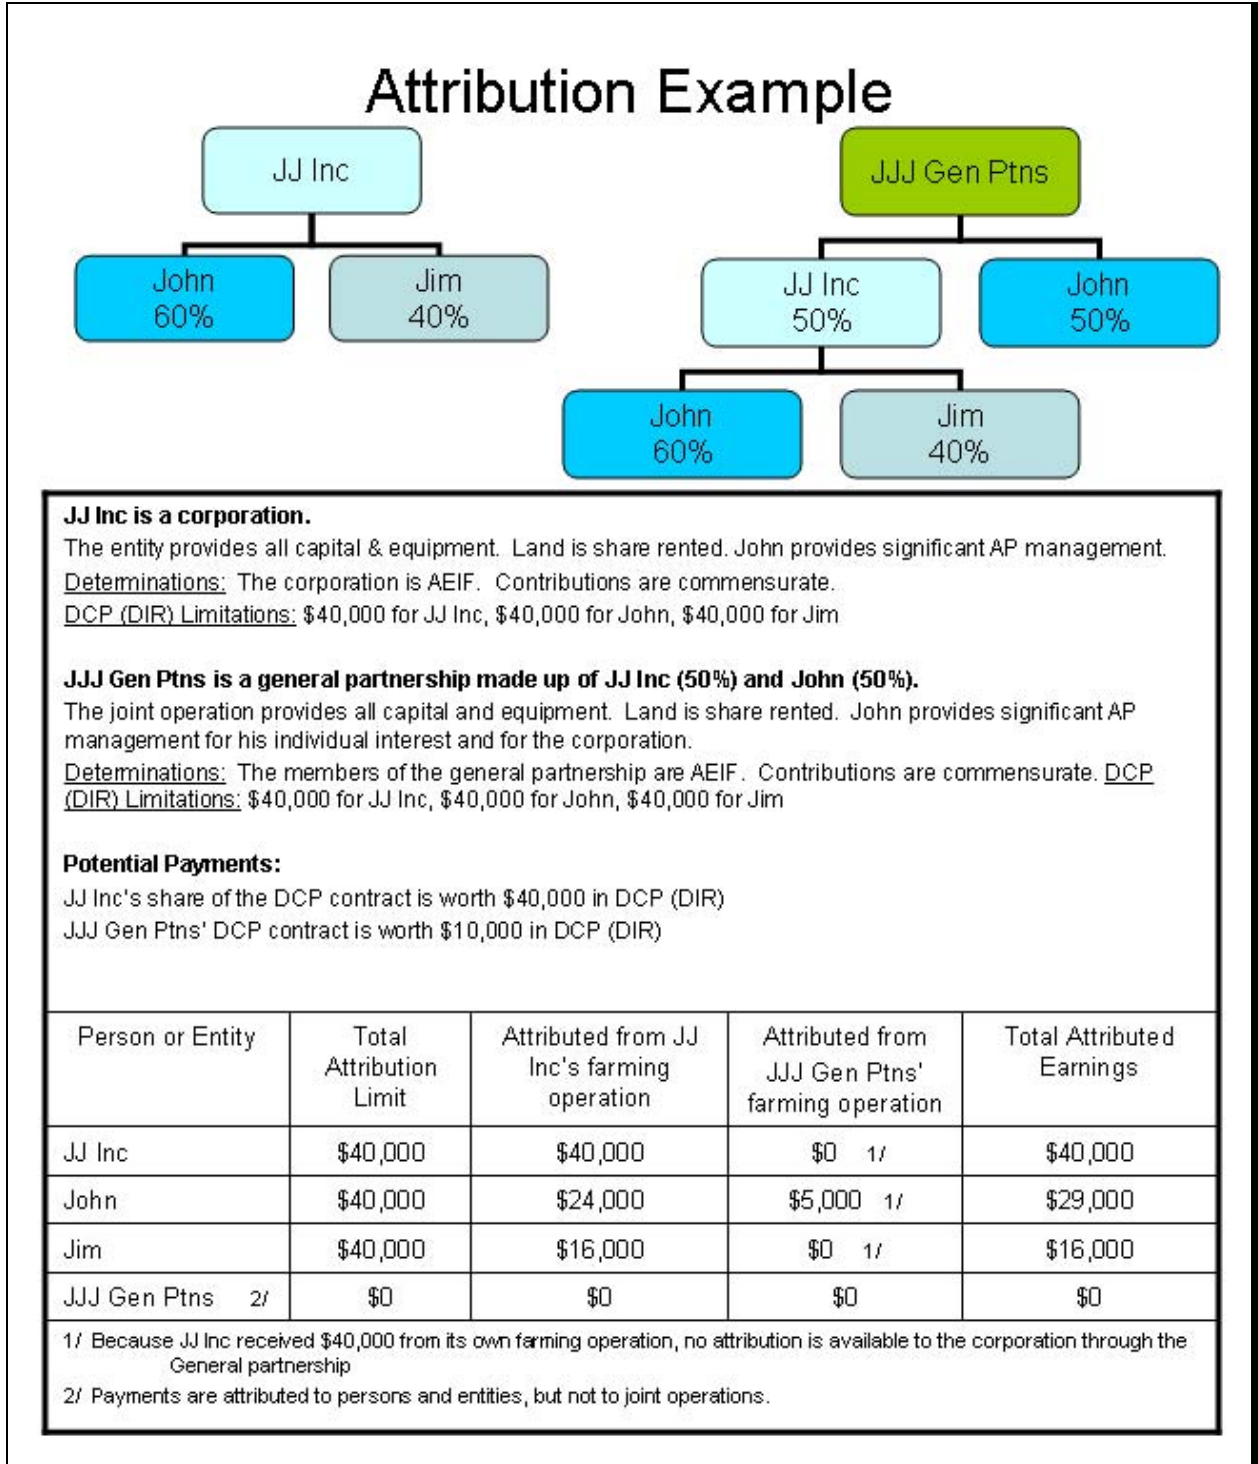 Attribution Example
JJ Inc
JJJ Gen Ptns
John
60%
Jim
40%
JJ Inc
50%
John
50%
John
60%
Jim
40%
JJ Inc is a corporation.
The entity provides all capital & equipment. Land is share rented. John provides significant AP management.
Determinations: The corporation is AEIF. Contributions are commensurate.
DCP (DIR) Limitations: $40,000 for JJ Inc, $40,000 for John, $40,000 for Jim
JJJ Gen Ptns is a general partnership made up of JJ Inc (50%) and John (50%).
The joint operation provides all capital and equipment. Land is share rented. John provides significant AP
management for his individual interest and for the corporation.
Determinations: The members of the general partnership are AEIF. Contributions are commensurate. DCP
(DIR) Limitations: $40,000 for JJ Inc, $40,000 for John, $40,000 for Jim
Potential Payments:
JJ Inc's share of the DCP contract is worth $40,000 in DCP (DIR)
JJJ Gen Ptns' DCP contract is worth $10,000 in DCP (DIR)
Person or Entity
Total
Attribution
Limit
Attributed from JJ
Inc's farming
operation
Attributed from
JJJ Gen Ptns'
farming operation
Total Attributed
Earnings
JJ Inc $40,000 $40,000 $0 1/ $40,000
John $40,000 $24,000 $5,000 1/ $29,000
Jim $40,000 $16,000 $0 1/ $16,000
JJJ Gen Ptns 2/ $0 $0 $0 $0
1/ Because JJ Inc received $40,000 from its own farming operation, no attribution is available to the corporation through the
General partnership
2/ Payments are attributed to persons and entities, but not to joint operations.